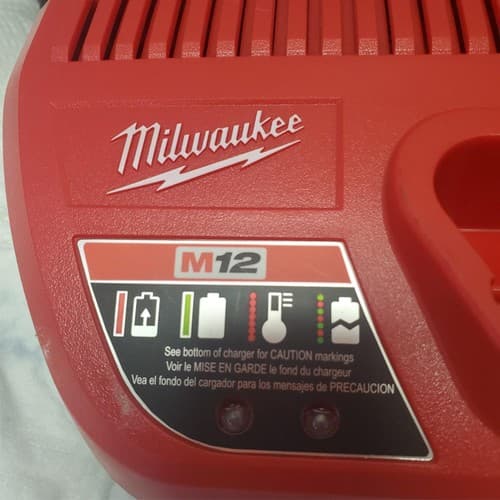 Milwaukee
M12
See bottom of charger for CAUTION markings
Voir le MISE EN GARDE le fond du chargeur
Vea el fondo del cargador para los mensajes de PRECAUCION